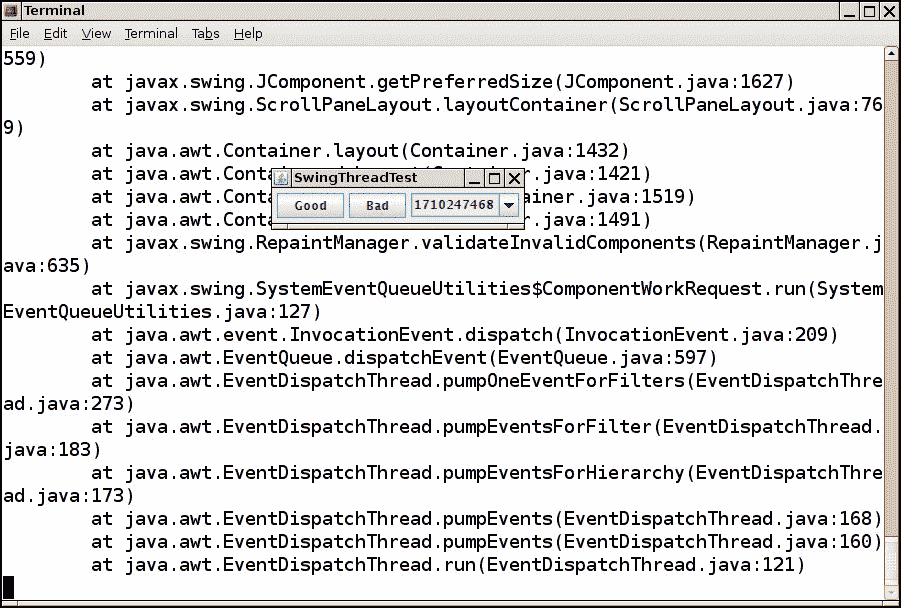 Terminal
File Edit View Terminal Tabs Help
559)
at javax.swing.JComponent.getPreferredSize(JComponent.java:1627)
at javax.swing.ScrollPaneLayout.layoutContainer(ScrollPaneLayout.java:76
9)
at java.awt.Container.layout(Container.java:1432)
at java.awt.Conta (Container.java:1421)
at java.awt.Conta ainer.java:1519)
at java.awt.Conta r.java:1491)
SwingThreadTest
Good Bad 1710247468
at javax.swing.RepaintManager.validateInvalidComponents(RepaintManager.j
ava:635)
at javax.swing.SystemEventQueueUtilities$ComponentWorkRequest.run(System
EventQueueUtilities.java:127)
at java.awt.event.InvocationEvent.dispatch(InvocationEvent.java:209)
at java.awt.EventQueue.dispatchEvent(EventQueue.java:597)
at java.awt.EventDispatchThread.pumpOneEventForFilters(EventDispatchThre
ad.java:273)
at java.awt.EventDispatchThread.pumpEventsForFilter(EventDispatchThread.
java:183)
at java.awt.EventDispatchThread.pumpEventsForHierarchy(EventDispatchThre
ad.java:173)
at java.awt.EventDispatchThread.pumpEvents(EventDispatchThread.java:168)
at java.awt.EventDispatchThread.pumpEvents(EventDispatchThread.java:160)
at java.awt.EventDispatchThread.run(EventDispatchThread.java:121)